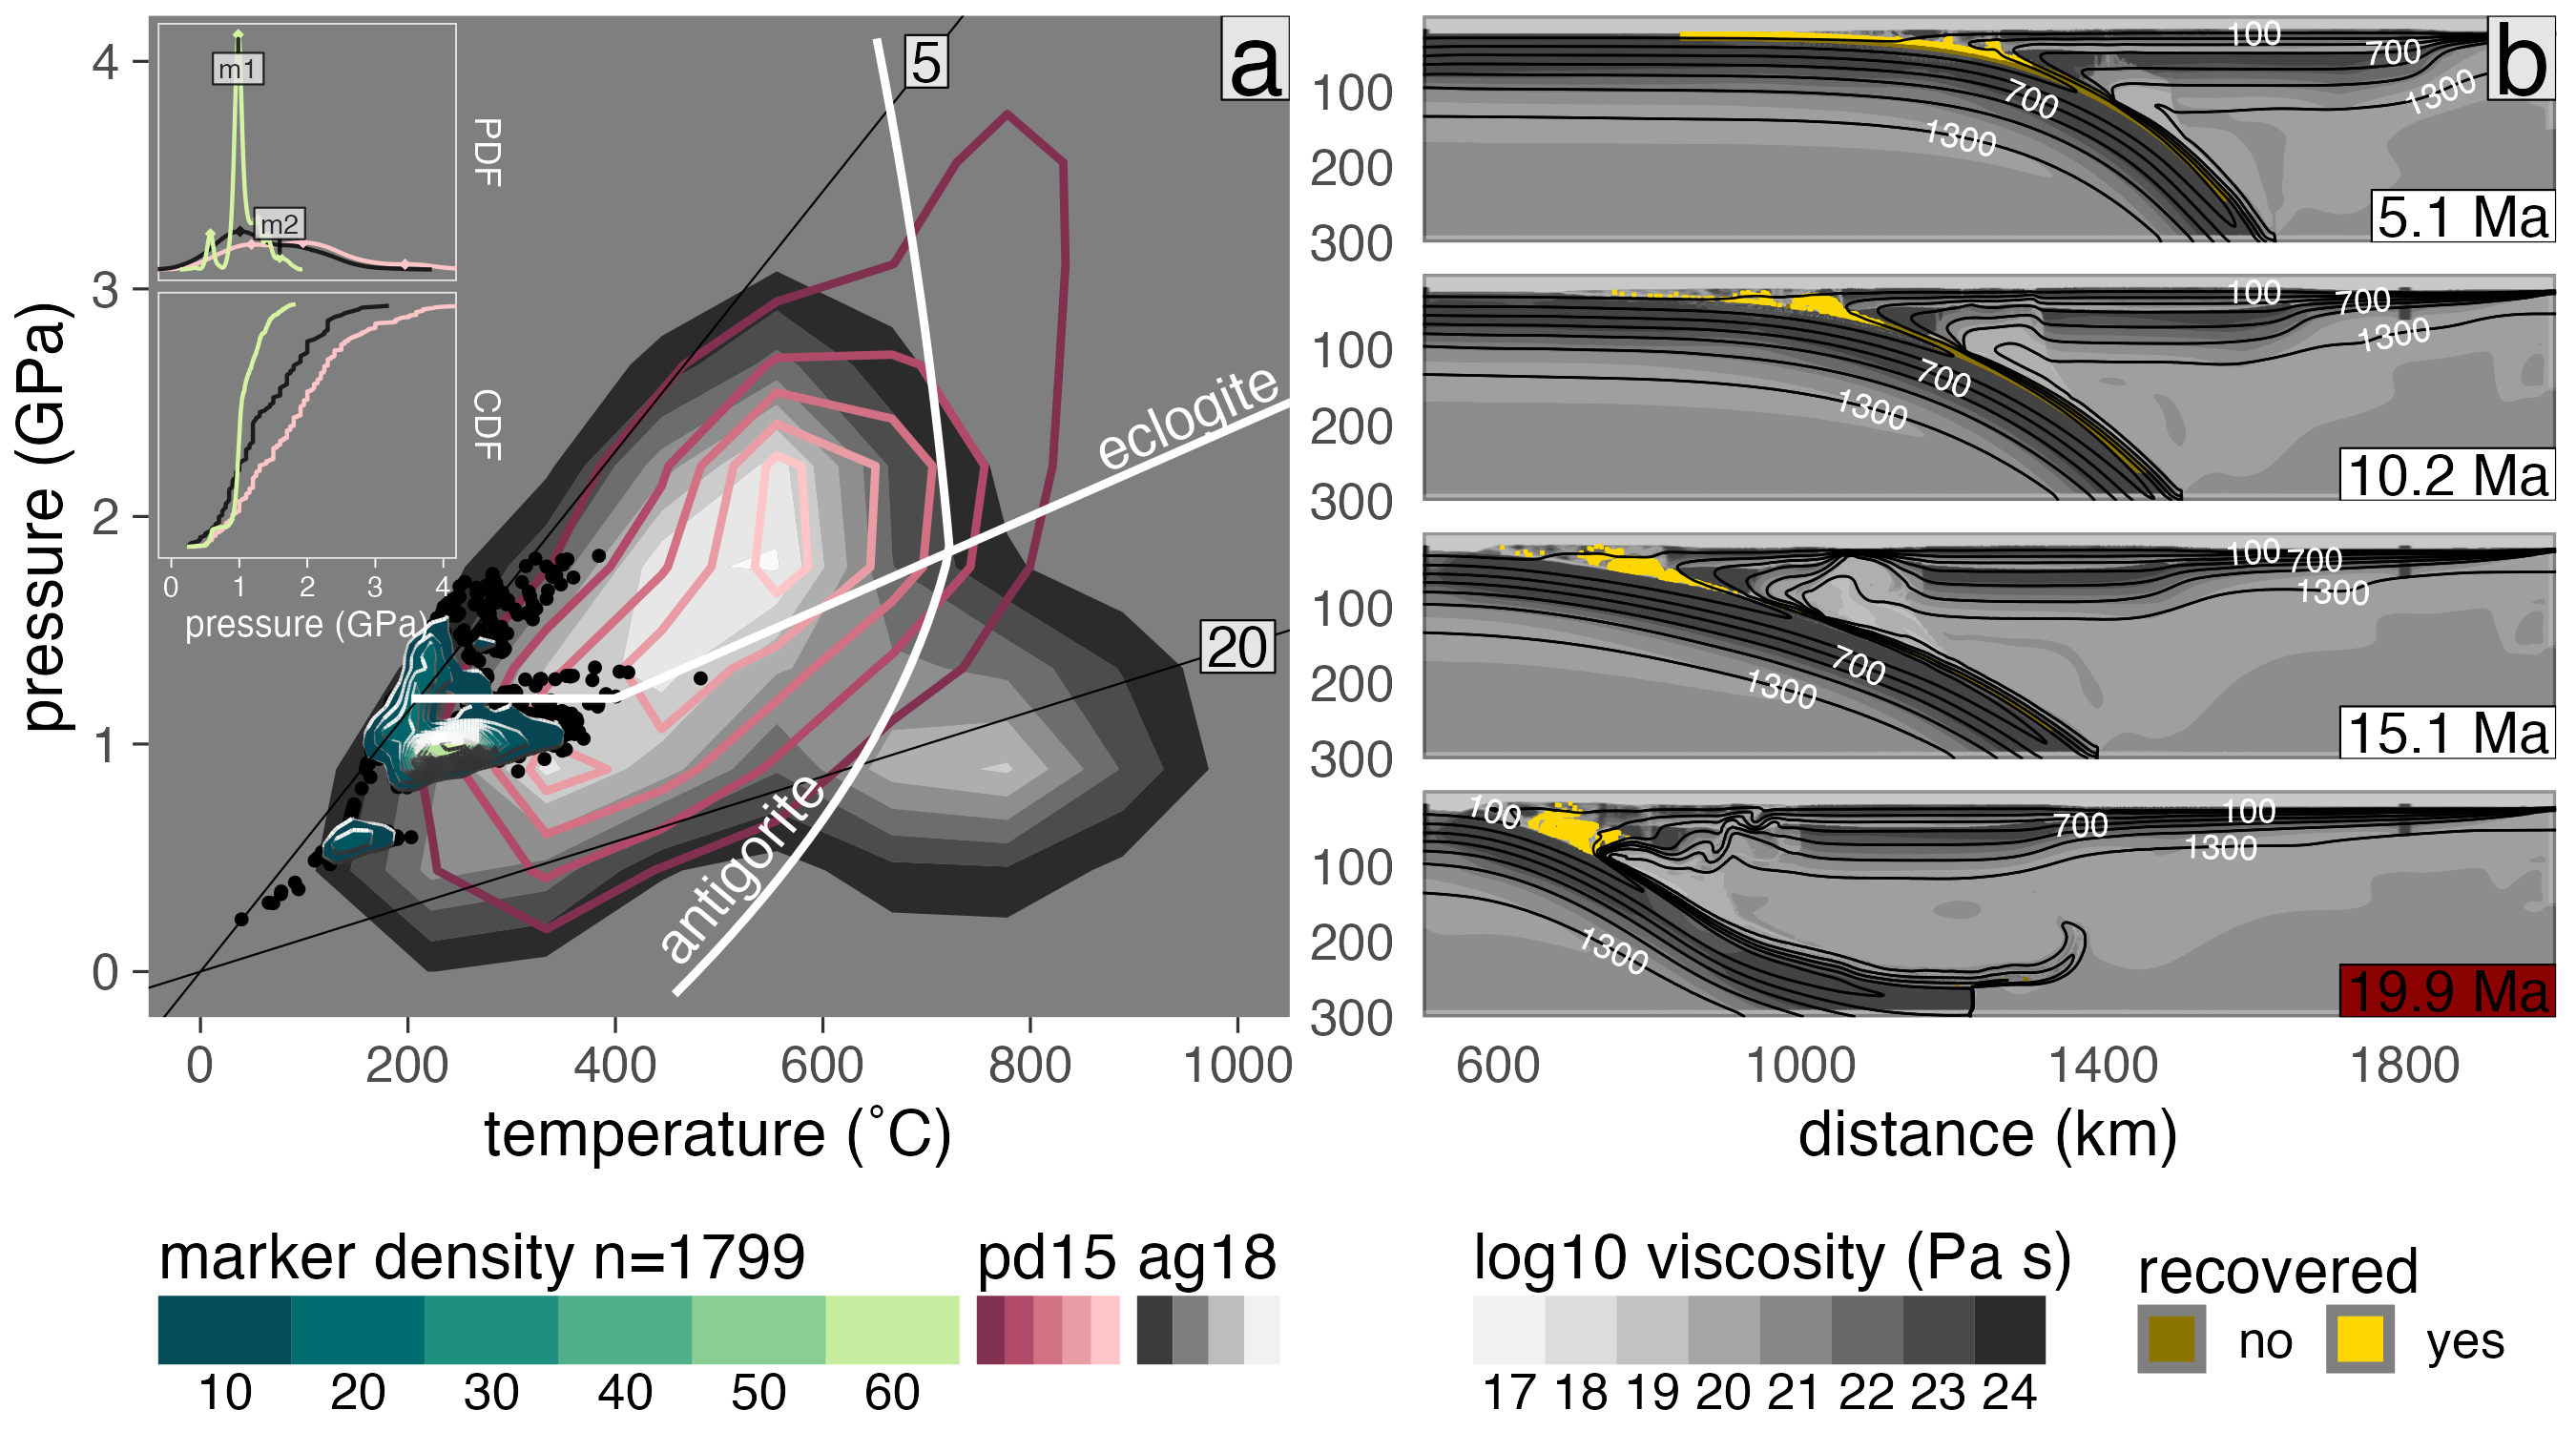 a
5
20
eclogite
antigorite
m1
m2
PDF
CDF
0 1 2 3 4
pressure (GPa)
4
3
2
1
0
pressure (GPa)
0 200 400 600 800 1000
temperature (˚C)
b
100 700 1300
700
1300
100
200
300
5.1 Ma
100 700 1300
700
1300
100
200
300
10.2 Ma
100 700 1300
700
1300
100
200
300
15.1 Ma
100 100
700
1300
1300
100
200
300
19.9 Ma
600 1000 1400 1800
distance (km)
marker density n=1799
10 20 30 40 50 60
pd15 ag18
log10 viscosity (Pa s)
17 18 19 20 21 22 23 24
recovered
no yes